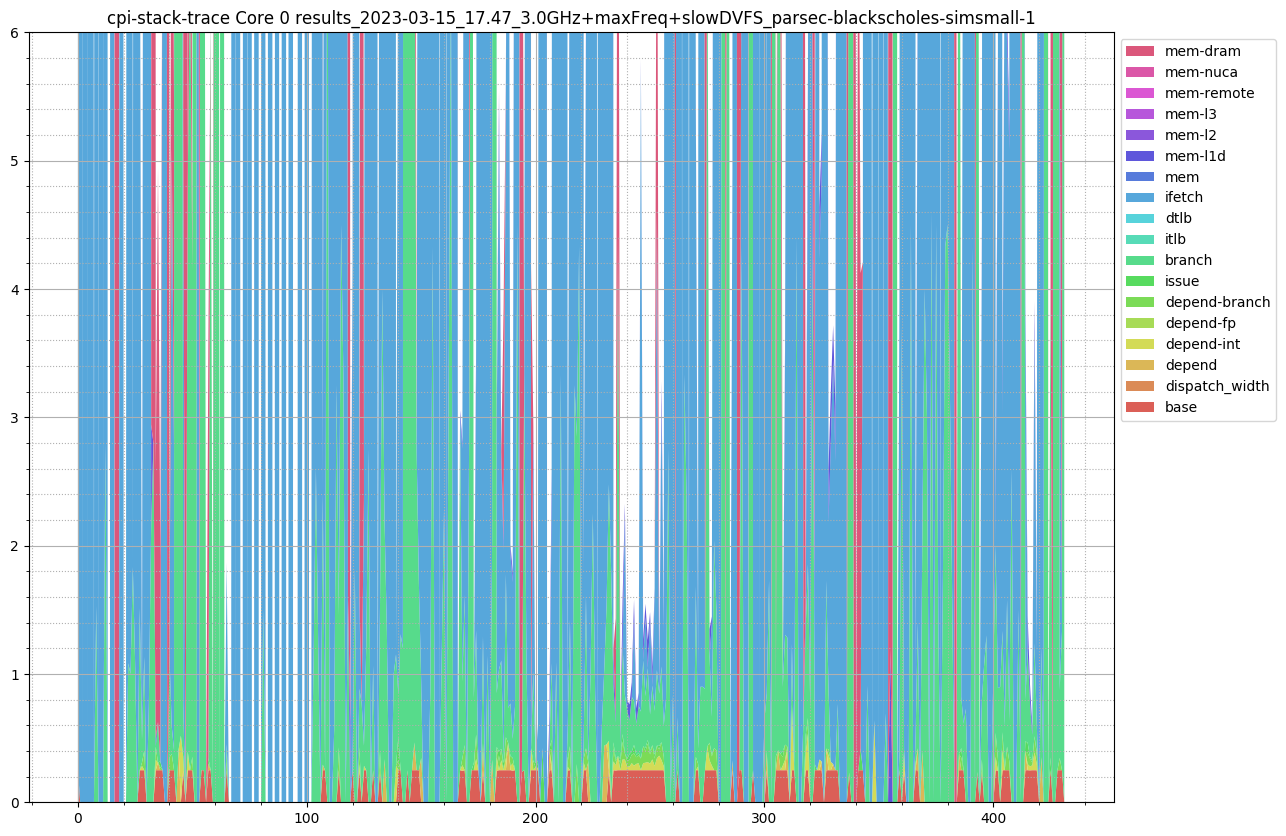 cpi-stack-trace Core 0 results_2023-03-15_17.47_3.0GHz+maxFreq+slowDVFS_parsec-blackscholes-simsmall-1
6
5
4
3
2
1
0
0 100 200 300 400
mem-dram
mem-nuca
mem-remote
mem-l3
mem-l2
mem-l1d
mem
ifetch
dtlb
itlb
branch
issue
depend-branch
depend-fp
depend-int
depend
dispatch_width
base